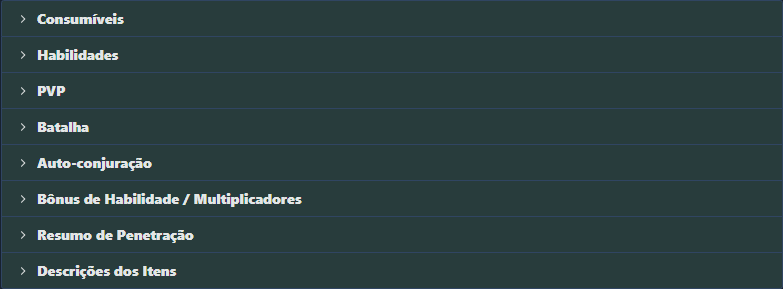 Consumíveis
Habilidades
PVP
Batalha
Auto-conjuração
Bônus de Habilidade / Multiplicadores
Resumo de Penetração
Descrições dos Itens